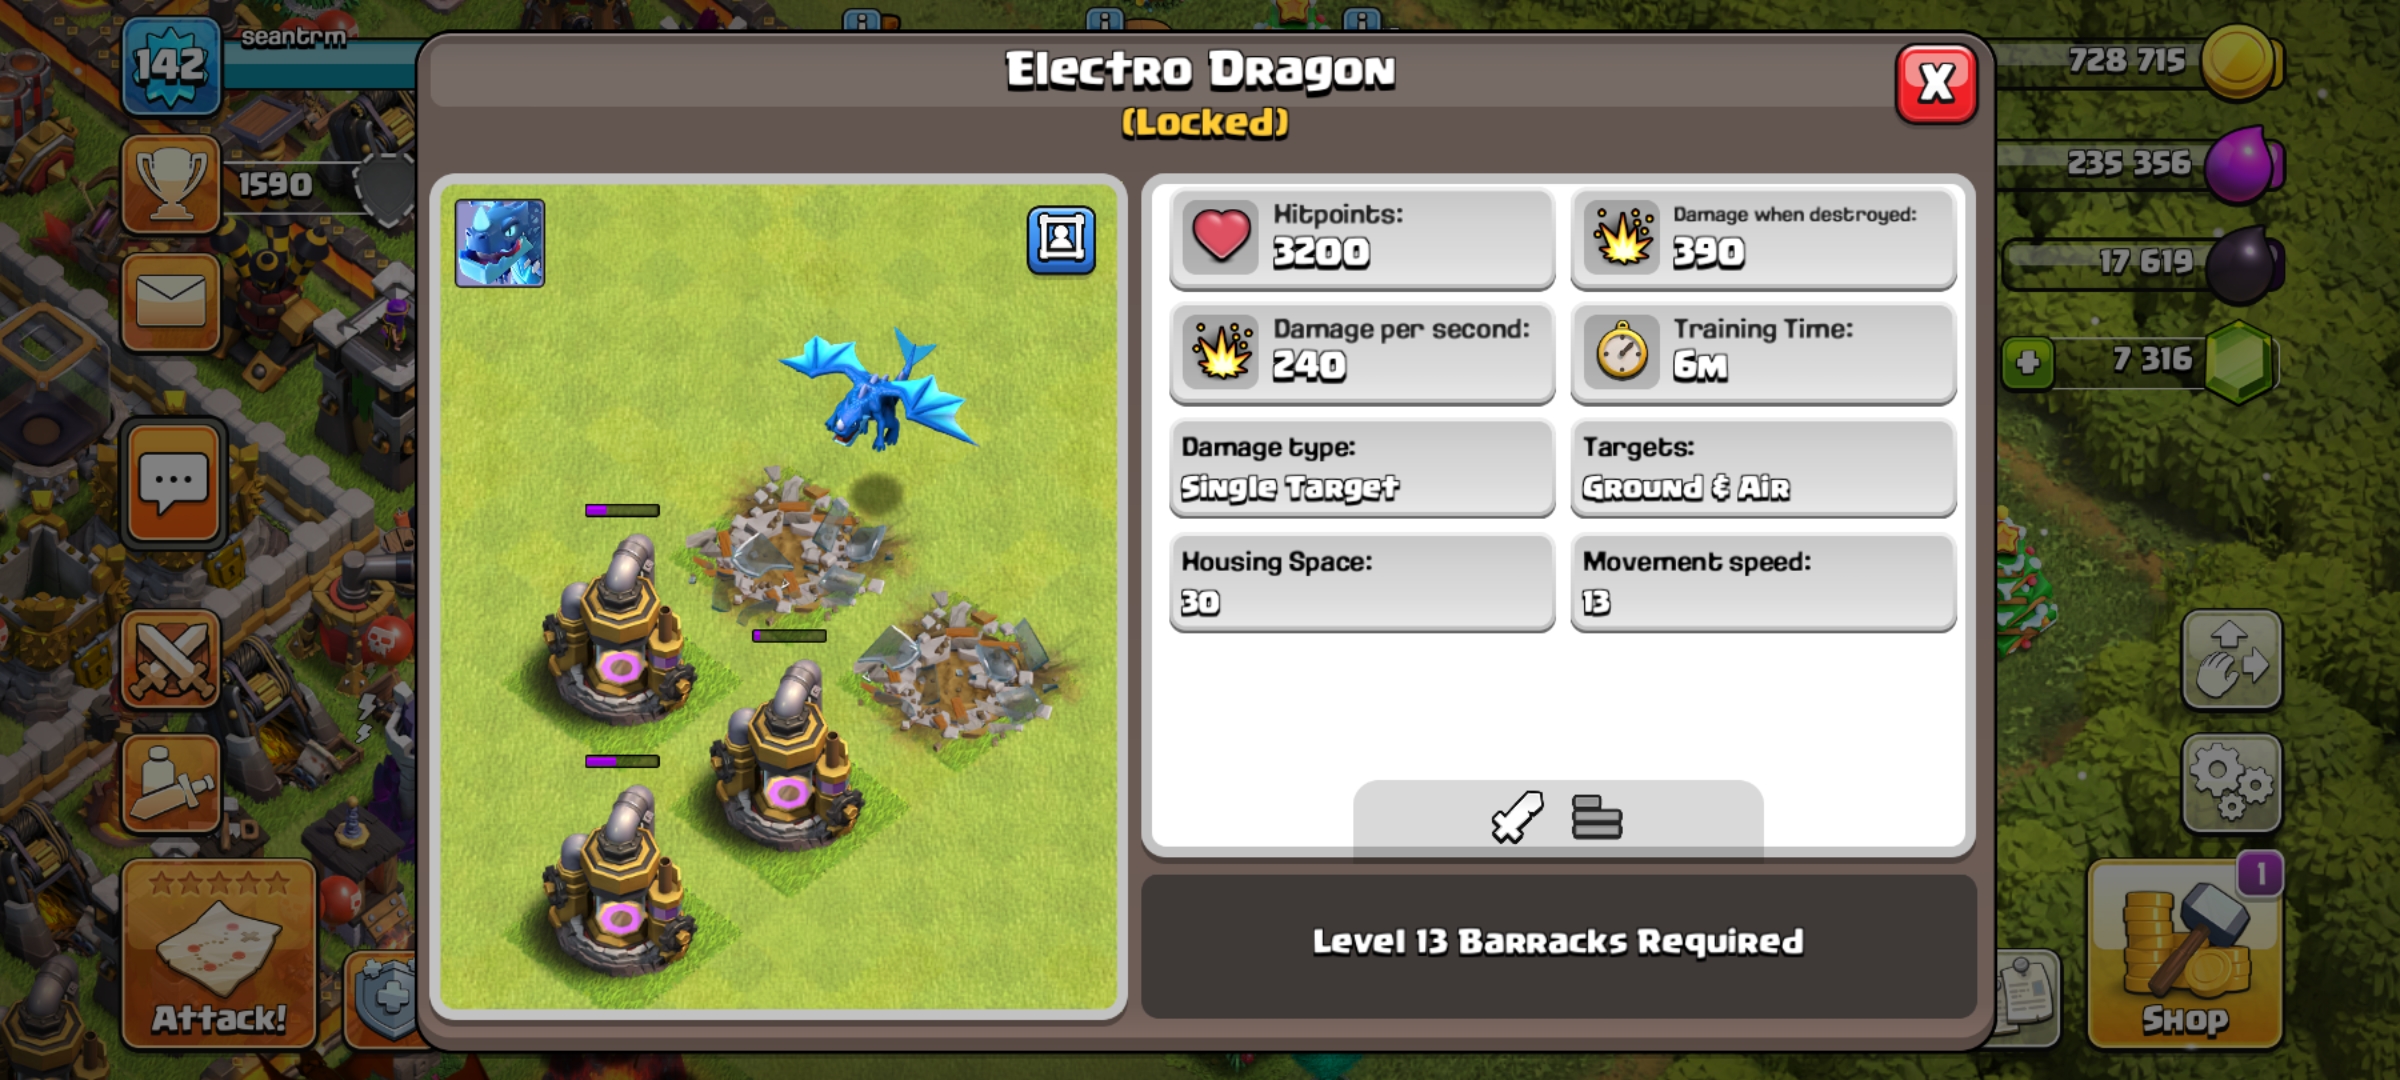 142
seantrm
1590
Electro Dragon
(Locked)
X
728 715
235 356
17 619
7 316
Hitpoints:
3200
Damage when destroyed:
390
Damage per second:
240
Training Time:
6m
Damage type:
Single Target
Targets:
Ground & Air
Housing Space:
30
Movement speed:
13
Level 13 Barracks Required
Attack!
1
Shop